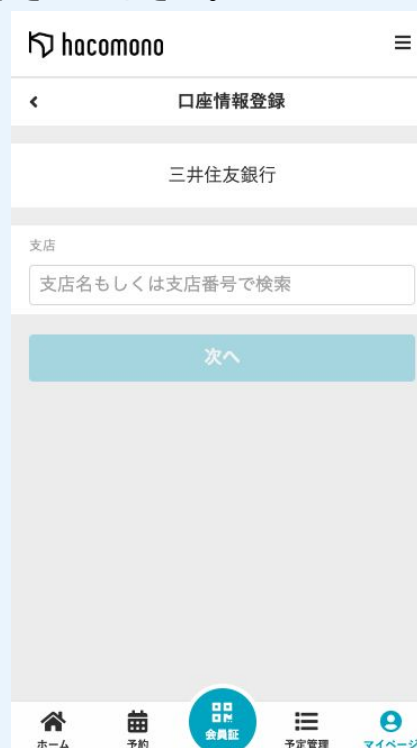 hacomono
口座情報登録
三井住友銀行
支店
支店名もしくは支店番号で検索
次へ
ホーム
予約
会員証
予定管理
マイページ